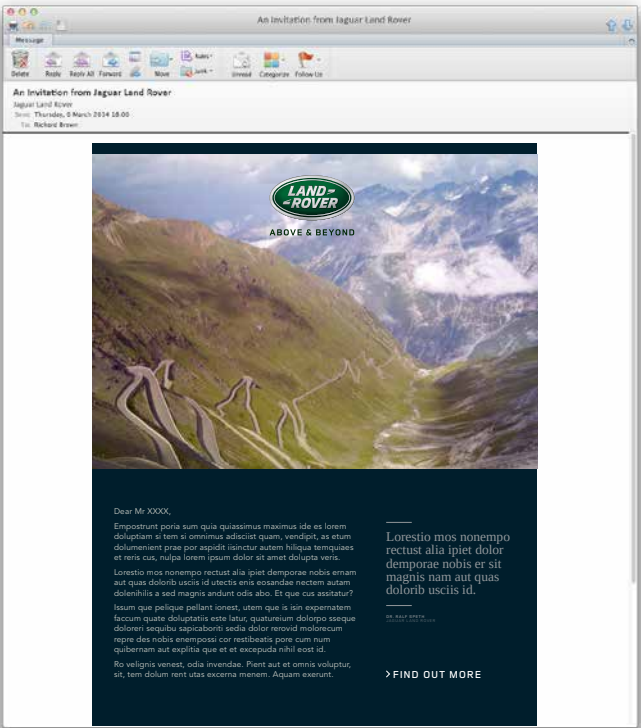 An Invitation from Jaguar Land Rover
Message
Delete Reply Reply All Forward Move Rules Junk Unread Categorize Follow Up
An Invitation from Jaguar Land Rover
Jaguar Land Rover
Sent: Thursday, 6 March 2014 18:00
To: Richard Brown
LAND-
-ROVER
ABOVE & BEYOND
Dear Mr XXXX,
Empostrunt poria sum quia quiassimus maximus ide es lorem
doluptiam si tem si omnimus adisciist quam, vendipit, as etum
dolumenient prae por aspidit iisinctur autem hiliqua temquiaes
et reris cus, nulpa lorem ipsum dolor sit amet dolupta veris.
Lorestio mos nonempo rectust alia ipiet demporae nobis ernam
aut quas dolorib usciis id utectis enis eosandae nectem autam
dolenihilis a sed magnis andunt odis abo. Et que cus assitatur?
Issum que pelique pellant ionest, utem que is isin expernatem
faccum quate doluptatiis este latur, quatureium dolorpo sseque
doloreri sequibu sapicaboriti sedia dolor rerovid molorecum
repre des nobis enempossi cor restibeatis pore cum num
quibernam aut explitia que et et excepuda nihil eost id.
Ro velignis venest, odia invendae. Pient aut et omnis voluptur,
sit, tem dolum rent utas excerna menem. Aquam exerunt.
Lorestio mos nonempo
rectust alia ipiet dolor
demporae nobis er sit
magnis nam aut quas
dolorib usciis id.
DR. RALF SPETH
JAGUAR LAND ROVER
FIND OUT MORE